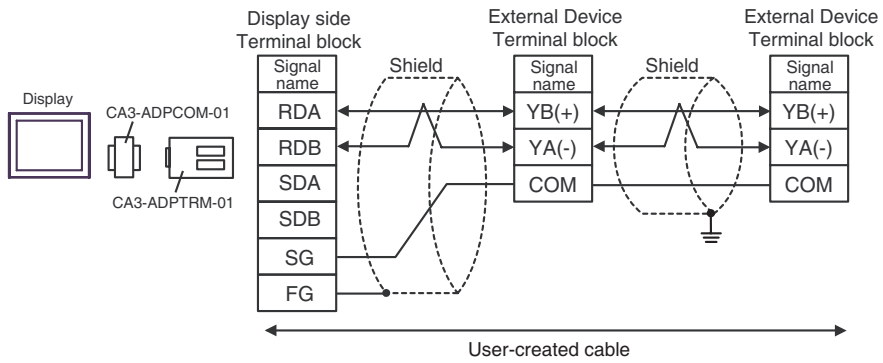 Display side
Terminal block
External Device
Terminal block
External Device
Terminal block
Display
CA3-ADPCOM-01
CA3-ADPTRM-01
Signal
name
RDA
RDB
SDA
SDB
SG
FG
Shield
Signal
name
YB(+)
YA(-)
COM
Shield
Signal
name
YB(+)
YA(-)
COM
User-created cable